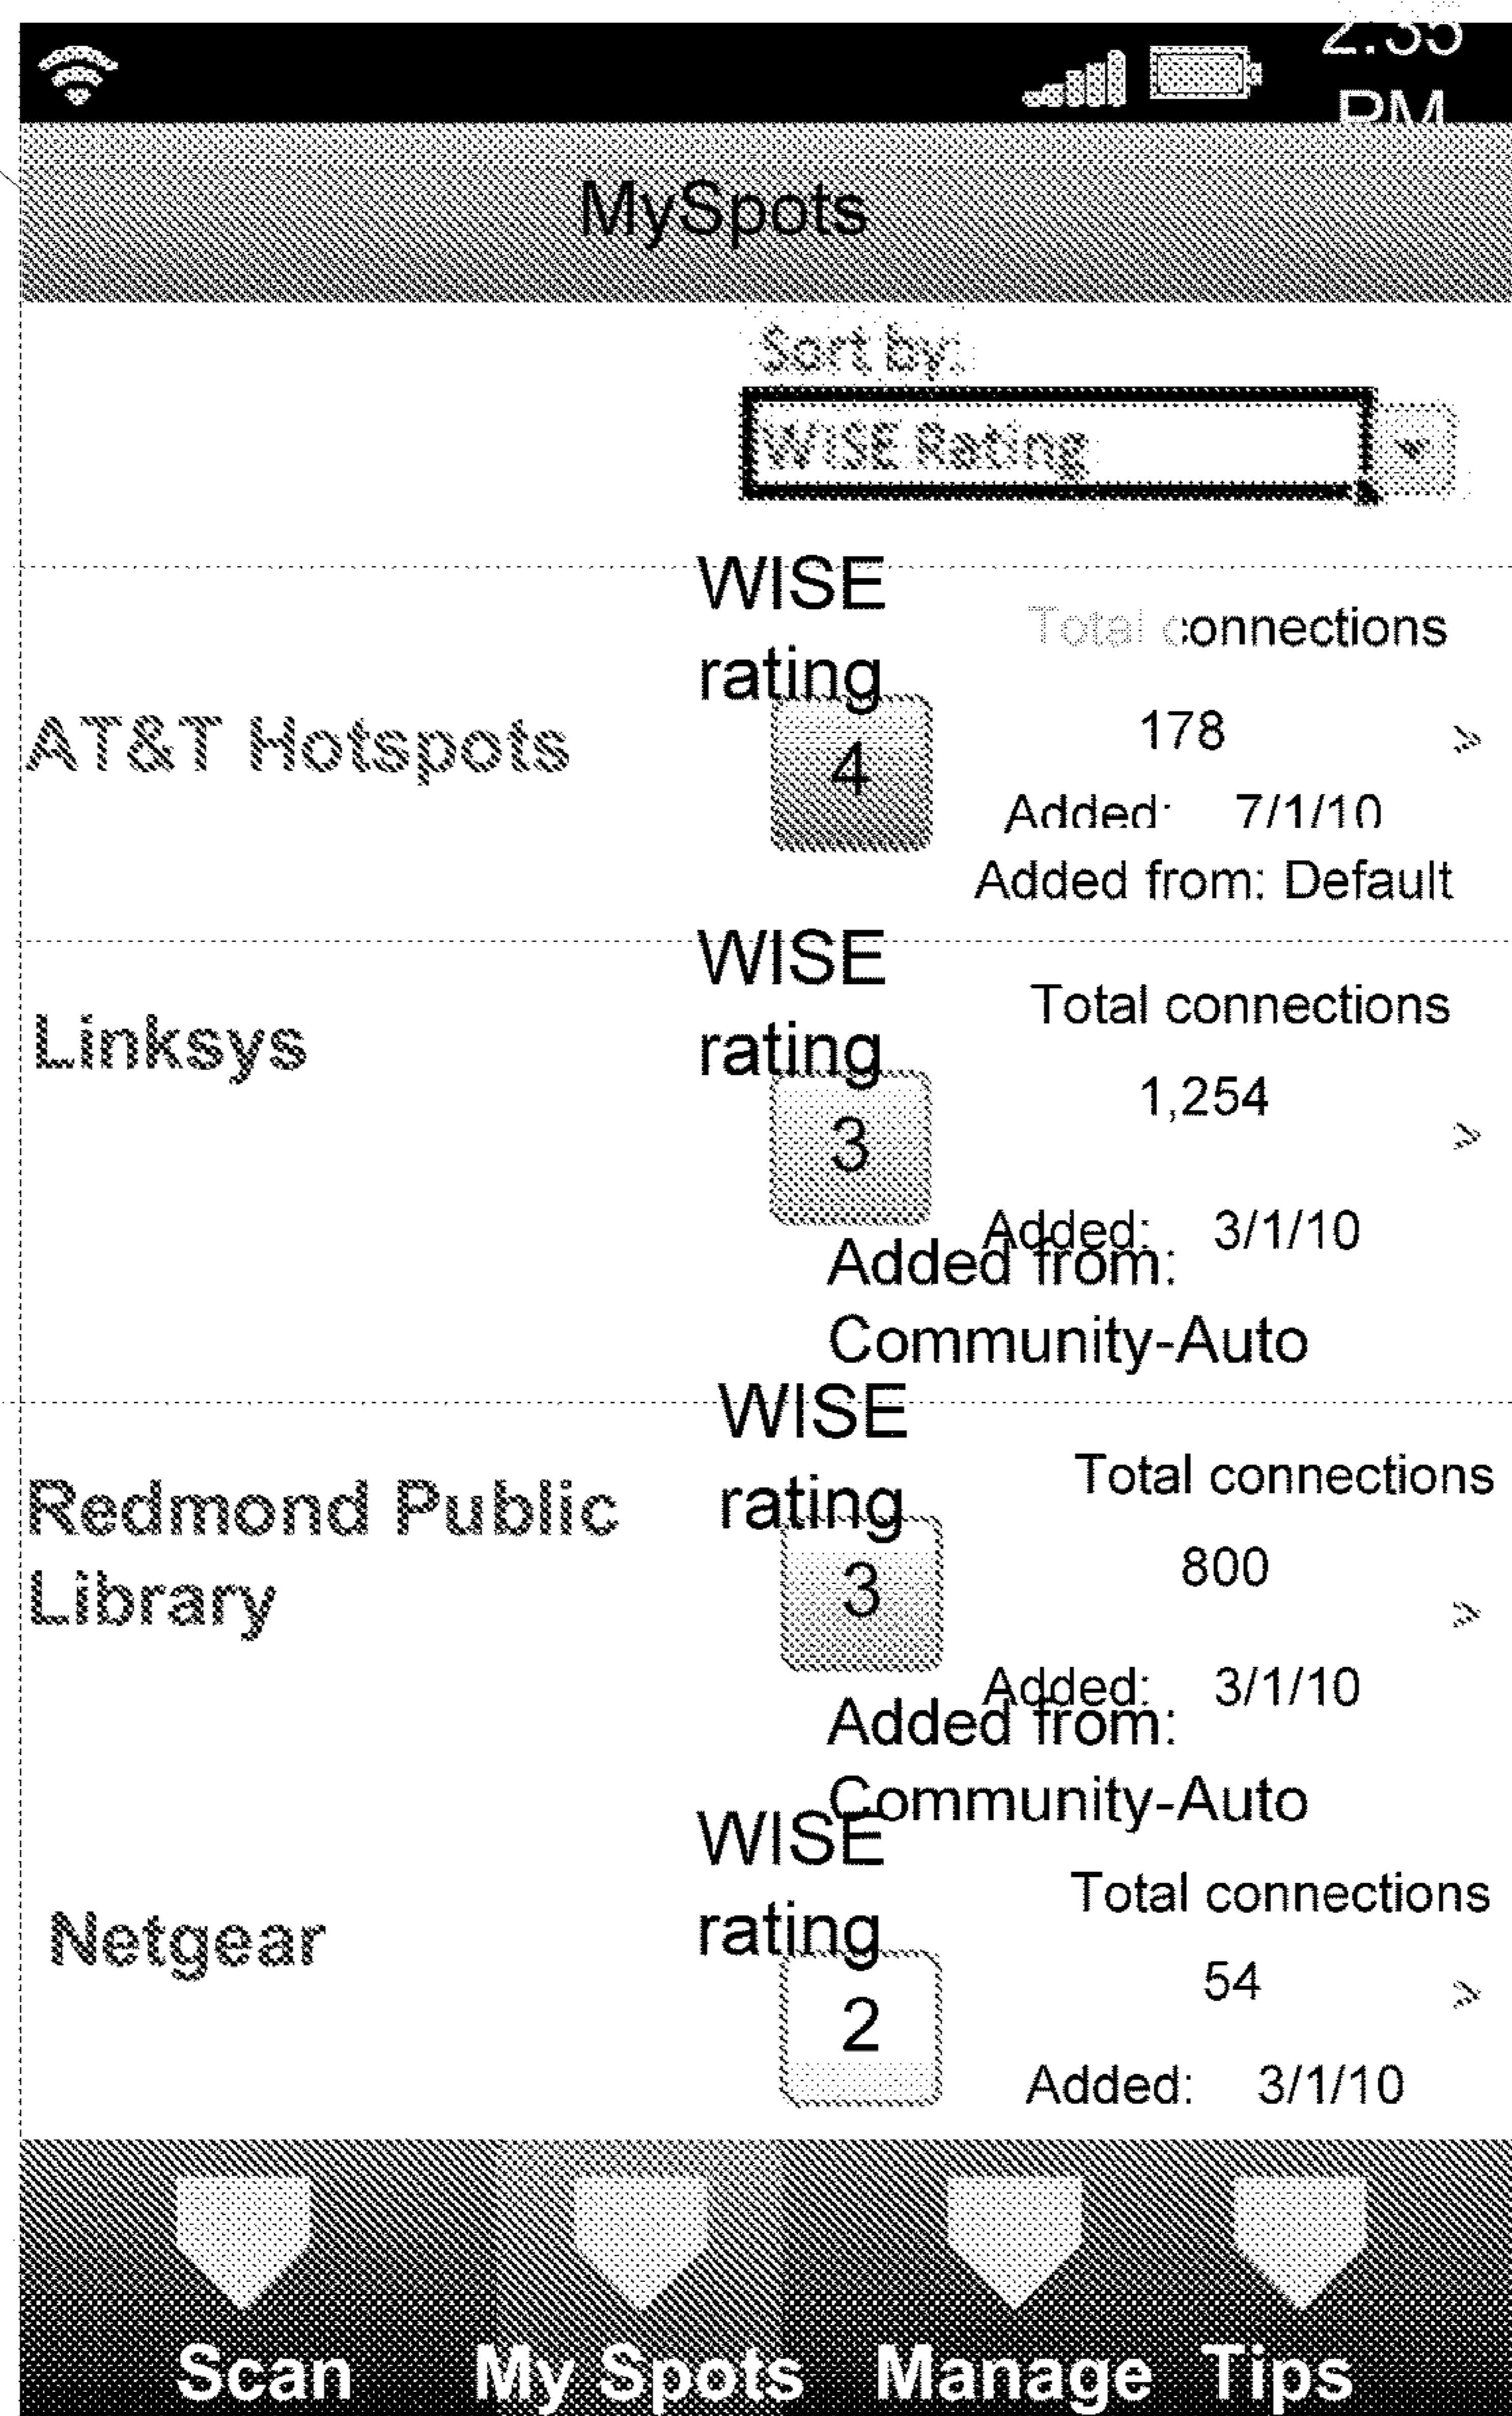 2:35
PM
MySpots
Sort by:
WISE Rating
WISE
rating
Total connections
AT&T Hotspots
4
178
>
Added: 7/1/10
Added from: Default
WISE
rating
Total connections
Linksys
3
1,254
>
Added: 3/1/10
Added from:
Community-Auto
WISE
rating
Total connections
Redmond Public
Library
3
800
>
Added: 3/1/10
Added from:
Community-Auto
WISE
rating
Total connections
Netgear
2
54
>
Added: 3/1/10
Scan My Spots Manage Tips